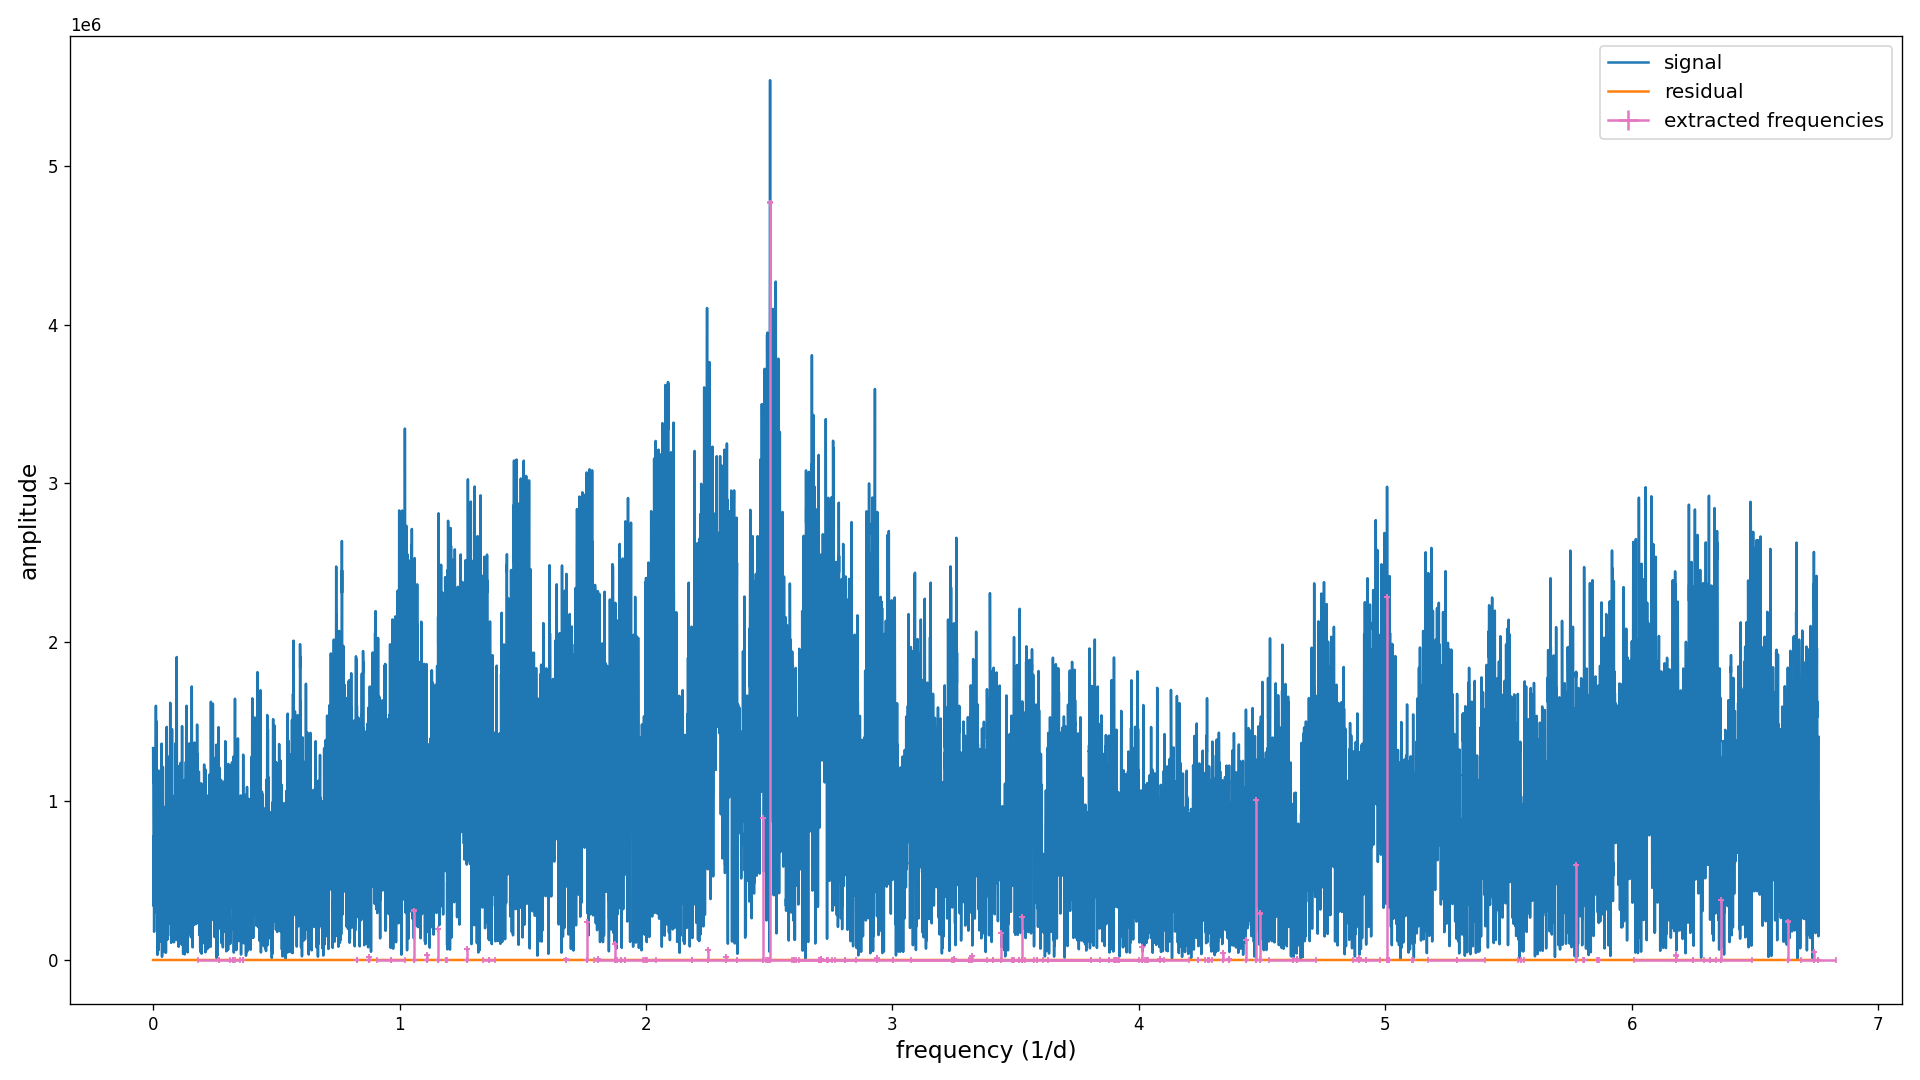 1e6
signal
residual
extracted frequencies
5
4
3
2
1
0
amplitude
0 1 2 3 4 5 6 7
frequency (1/d)